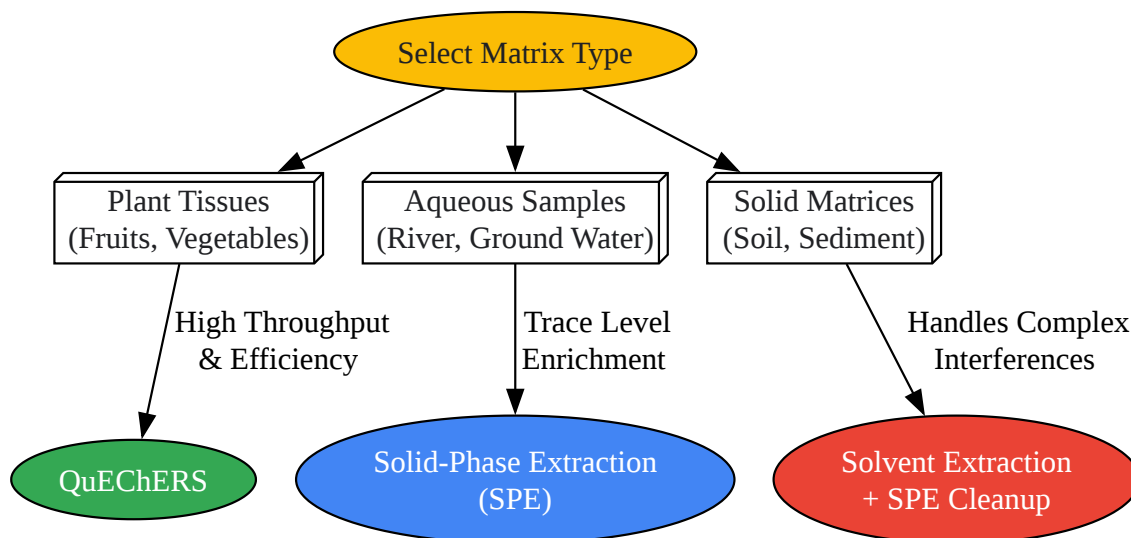 Select Matrix Type
Plant Tissues
(Fruits, Vegetables)
Aqueous Samples
(River, Ground Water)
Solid Matrices
(Soil, Sediment)
High Throughput
& Efficiency
Trace Level
Enrichment
Handles Complex
Interferences
QuEChERS
Solid-Phase Extraction
(SPE)
Solvent Extraction
+ SPE Cleanup